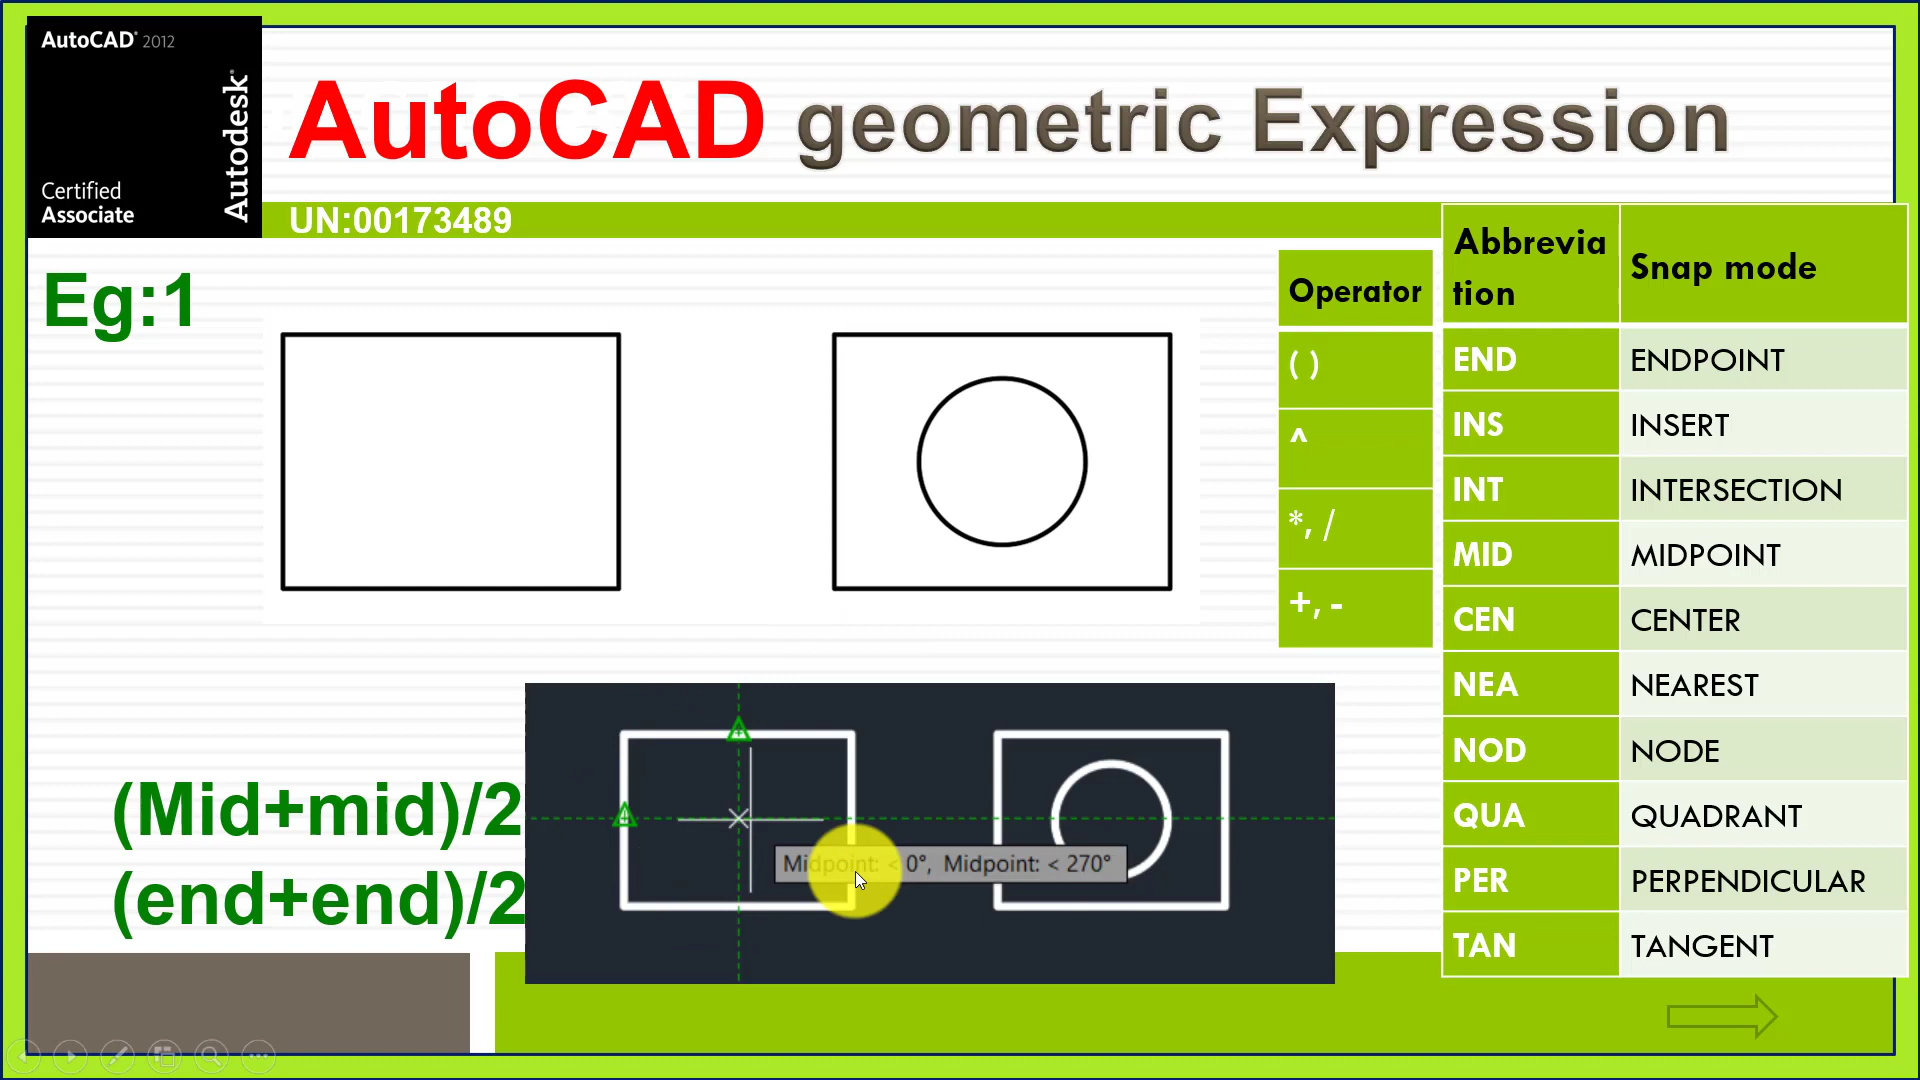 AutoCAD® 2012
Autodesk®
Certified
Associate
AutoCAD geometric Expression
UN:00173489
Eg:1
Operator
( )
^
*, /
+, -
Abbrevia
tion
Snap mode
END ENDPOINT
INS INSERT
INT INTERSECTION
MID MIDPOINT
CEN CENTER
NEA NEAREST
NOD NODE
QUA QUADRANT
PER PERPENDICULAR
TAN TANGENT
(Mid+mid)/2
(end+end)/2
Midpoint: < 0°, Midpoint: < 270°